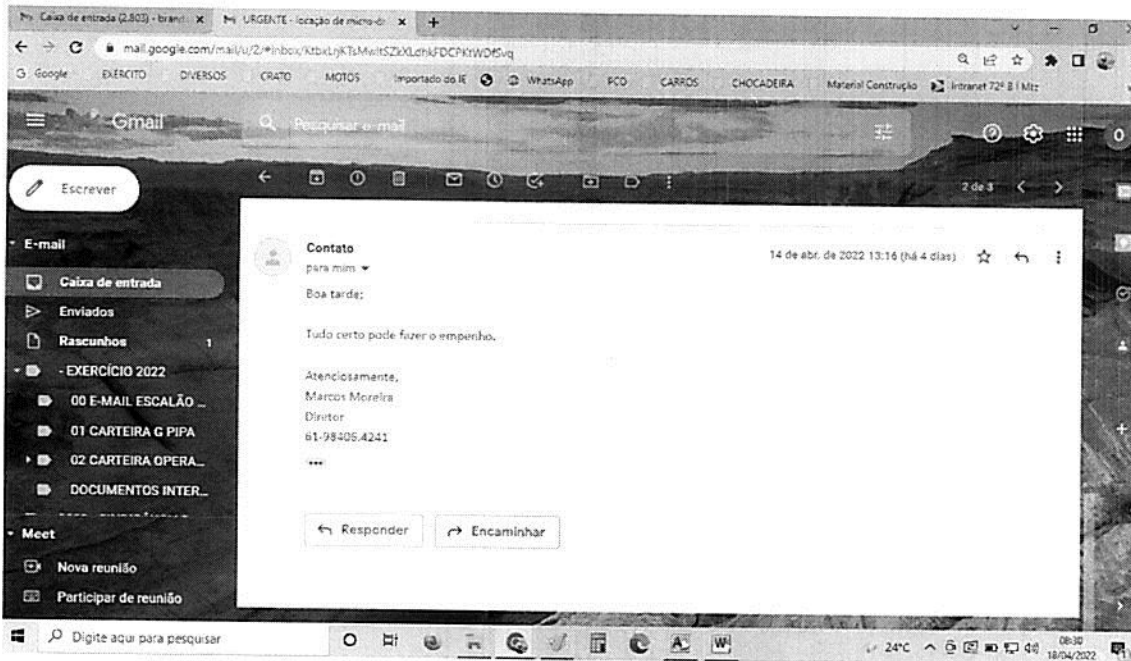 Caixa de entrada (2.803) - brand
URGENTE - locação de micro-ôn
mail.google.com/mail/u/2/#inbox/
Google EXÉRCITO DIVERSOS CRATO MOTOS Importado do IE WhatsApp PCO CARROS CHOCADEIRA Material Construção Intranet 72º B I Mtz
Gmail
Pesquisar e-mail
Escrever
2 de 3
E-mail
Caixa de entrada
Enviados
Rascunhos 1
- EXERCÍCIO 2022
00 E-MAIL ESCALÃO ...
01 CARTEIRA G PIPA
02 CARTEIRA OPERA...
DOCUMENTOS INTER...
Meet
Nova reunião
Participar de reunião
Contato
14 de abr. de 2022 13:16 (há 4 dias)
para mim
Boa tarde;
Tudo certo pode fazer o empenho.
Atenciosamente,
Marcos Moreira
Diretor
61-98405.4241
Responder
Encaminhar
Digite aqui para pesquisar
24°C
08:30
18/04/2022